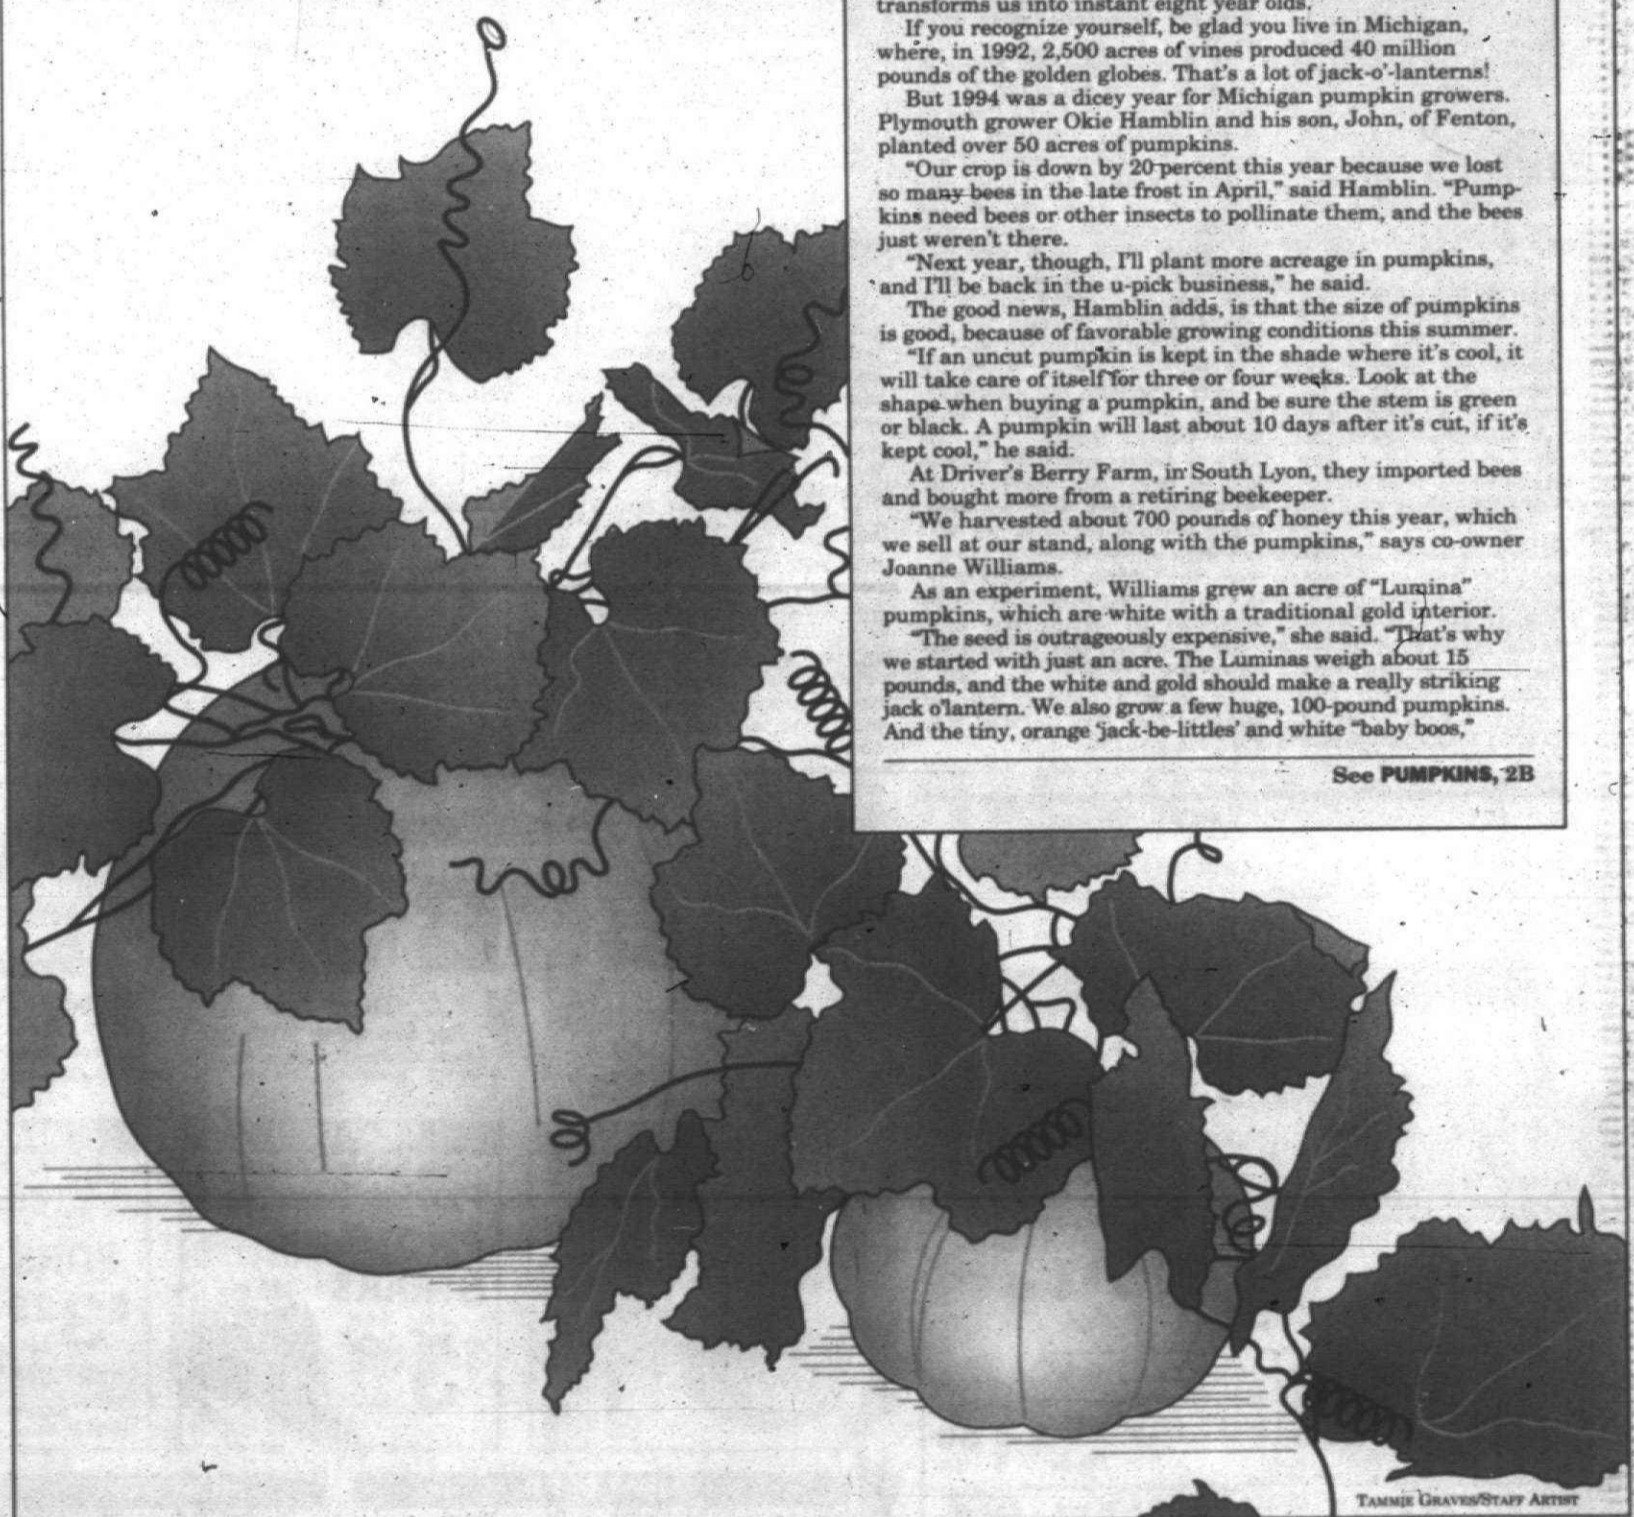 transforms us into instant eight year olds.
If you recognize yourself, be glad you live in Michigan,
where, in 1992, 2,500 acres of vines produced 40 million
pounds of the golden globes. That's a lot of jack-o'-lanterns!
But 1994 was a dicey year for Michigan pumpkin growers.
Plymouth grower Okie Hamblin and his son, John, of Fenton,
planted over 50 acres of pumpkins.
"Our crop is down by 20 percent this year because we lost
so many bees in the late frost in April," said Hamblin. "Pump-
kins need bees or other insects to pollinate them, and the bees
just weren't there.
"Next year, though, I'll plant more acreage in pumpkins,
and I'll be back in the u-pick business," he said.
The good news, Hamblin adds, is that the size of pumpkins
is good, because of favorable growing conditions this summer.
"If an uncut pumpkin is kept in the shade where it's cool, it
will take care of itself for three or four weeks. Look at the
shape when buying a pumpkin, and be sure the stem is green
or black. A pumpkin will last about 10 days after it's cut, if it's
kept cool," he said.
At Driver's Berry Farm, in South Lyon, they imported bees
and bought more from a retiring beekeeper.
"We harvested about 700 pounds of honey this year, which
we sell at our stand, along with the pumpkins," says co-owner
Joanne Williams.
As an experiment, Williams grew an acre of "Lumina"
pumpkins, which are white with a traditional gold interior.
"The seed is outrageously expensive," she said. "That's why
we started with just an acre. The Luminas weigh about 15
pounds, and the white and gold should make a really striking
jack o'lantern. We also grow a few huge, 100-pound pumpkins.
And the tiny, orange 'jack-be-littles' and white "baby boos,"
See PUMPKINS, 2B
TAMMIE GRAVES/STAFF ARTIST